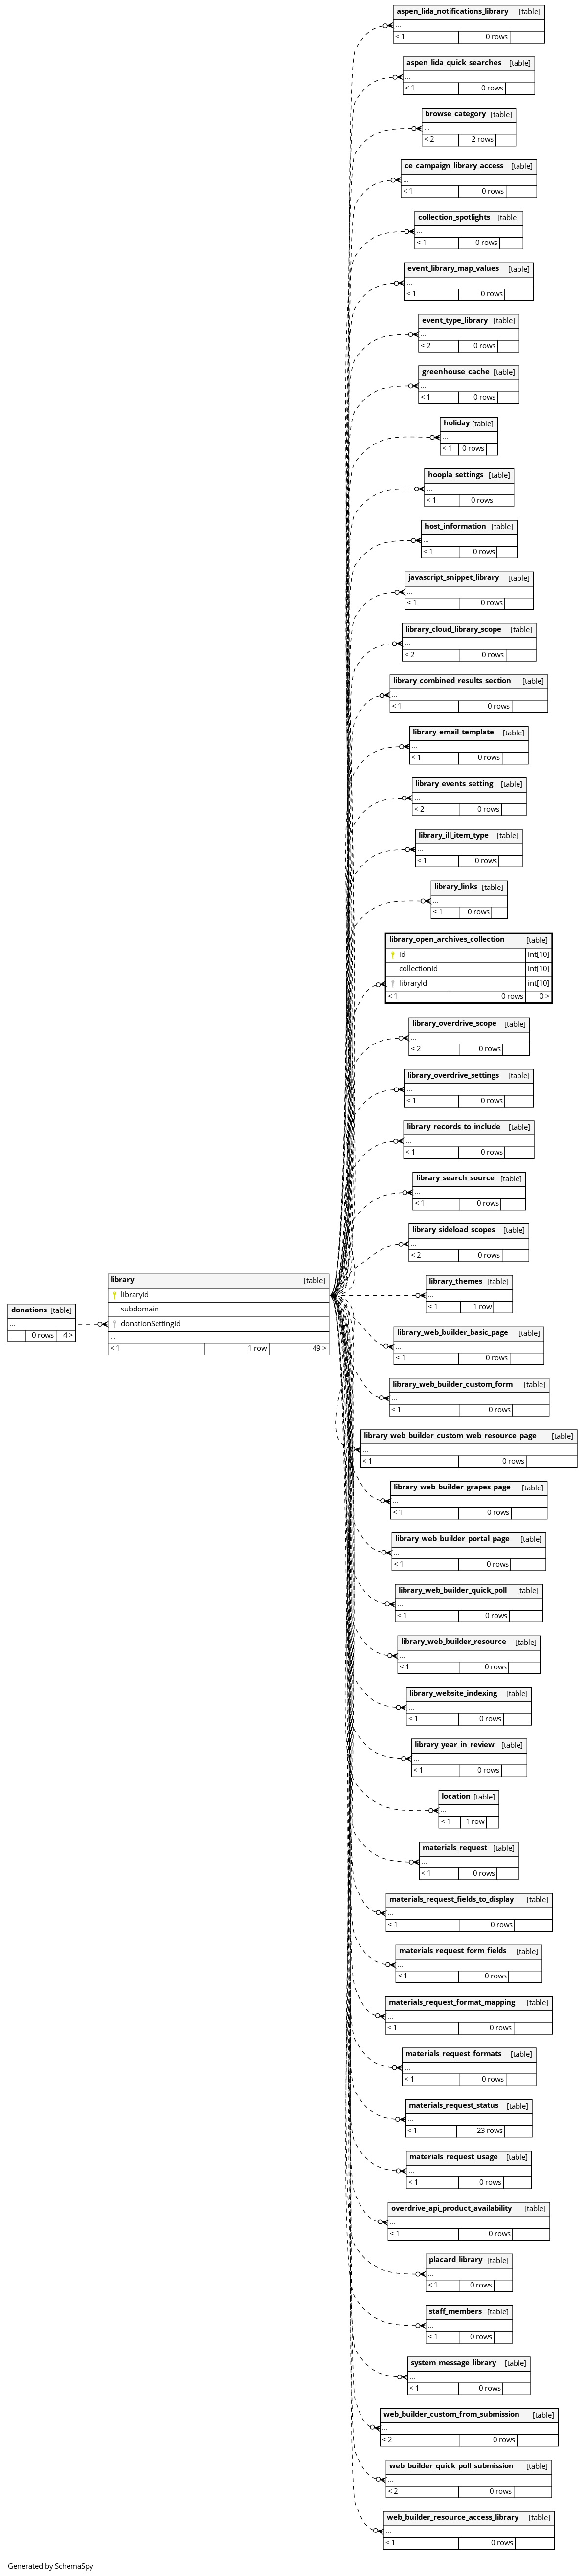 aspen_lida_notifications_library [table]
...
< 1 0 rows
aspen_lida_quick_searches [table]
...
< 1 0 rows
browse_category [table]
...
< 2 2 rows
ce_campaign_library_access [table]
...
< 1 0 rows
collection_spotlights [table]
...
< 1 0 rows
event_library_map_values [table]
...
< 1 0 rows
event_type_library [table]
...
< 2 0 rows
greenhouse_cache [table]
...
< 1 0 rows
holiday [table]
...
< 1 0 rows
hoopla_settings [table]
...
< 1 0 rows
host_information [table]
...
< 1 0 rows
javascript_snippet_library [table]
...
< 1 0 rows
library_cloud_library_scope [table]
...
< 2 0 rows
library_combined_results_section [table]
...
< 1 0 rows
library_email_template [table]
...
< 1 0 rows
library_events_setting [table]
...
< 2 0 rows
library_ill_item_type [table]
...
< 1 0 rows
library_links [table]
...
< 1 0 rows
library_open_archives_collection [table]
id int[10]
collectionId int[10]
libraryId int[10]
< 1 0 rows 0 >
library_overdrive_scope [table]
...
< 2 0 rows
library_overdrive_settings [table]
...
< 1 0 rows
library_records_to_include [table]
...
< 1 0 rows
library_search_source [table]
...
< 1 0 rows
library_sideload_scopes [table]
...
< 2 0 rows
donations [table]
...
0 rows 4 >
library [table]
libraryId
subdomain
donationSettingId
...
< 1 1 row 49 >
library_themes [table]
...
< 1 1 row
library_web_builder_basic_page [table]
...
< 1 0 rows
library_web_builder_custom_form [table]
...
< 1 0 rows
library_web_builder_custom_web_resource_page [table]
...
< 1 0 rows
library_web_builder_grapes_page [table]
...
< 1 0 rows
library_web_builder_portal_page [table]
...
< 1 0 rows
library_web_builder_quick_poll [table]
...
< 1 0 rows
library_web_builder_resource [table]
...
< 1 0 rows
library_website_indexing [table]
...
< 1 0 rows
library_year_in_review [table]
...
< 1 0 rows
location [table]
...
< 1 1 row
materials_request [table]
...
< 1 0 rows
materials_request_fields_to_display [table]
...
< 1 0 rows
materials_request_form_fields [table]
...
< 1 0 rows
materials_request_format_mapping [table]
...
< 1 0 rows
materials_request_formats [table]
...
< 1 0 rows
materials_request_status [table]
...
< 1 23 rows
materials_request_usage [table]
...
< 1 0 rows
overdrive_api_product_availability [table]
...
< 1 0 rows
placard_library [table]
...
< 1 0 rows
staff_members [table]
...
< 1 0 rows
system_message_library [table]
...
< 1 0 rows
web_builder_custom_from_submission [table]
...
< 2 0 rows
web_builder_quick_poll_submission [table]
...
< 2 0 rows
web_builder_resource_access_library [table]
...
< 1 0 rows
Generated by SchemaSpy